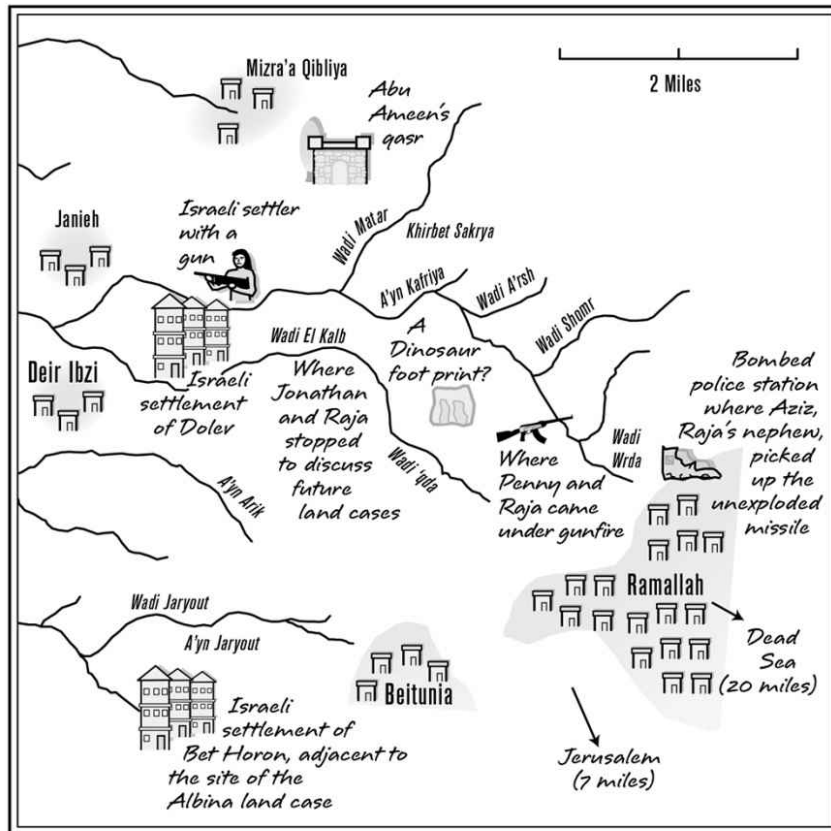 Mizra'a Qibliya
Abu
Ameen's
qasr
2 Miles
Janieh
Israeli settler
with a
gun
Wadi Matar
Khirbet Sakrya
A'yn Kafriya
Wadi A'rsh
Wadi Shomr
Wadi El Kalb
A
Dinosaur
foot print?
Deir Ibzi
Israeli
settlement
of Dolev
Where
Jonathan
and Raja
stopped
to discuss
future
land cases
Wadi 'qda
Where
Penny and
Raja came
under gunfire
Wadi
Wrda
Bombed
police station
where Aziz,
Raja's nephew,
picked
up the
unexploded
missile
A'yn Arik
Ramallah
Dead
Sea
(20 miles)
Wadi Jaryout
A'yn Jaryout
Beitunia
Israeli
settlement of
Bet Horon, adjacent to
the site of the
Albina land case
Jerusalem
(7 miles)